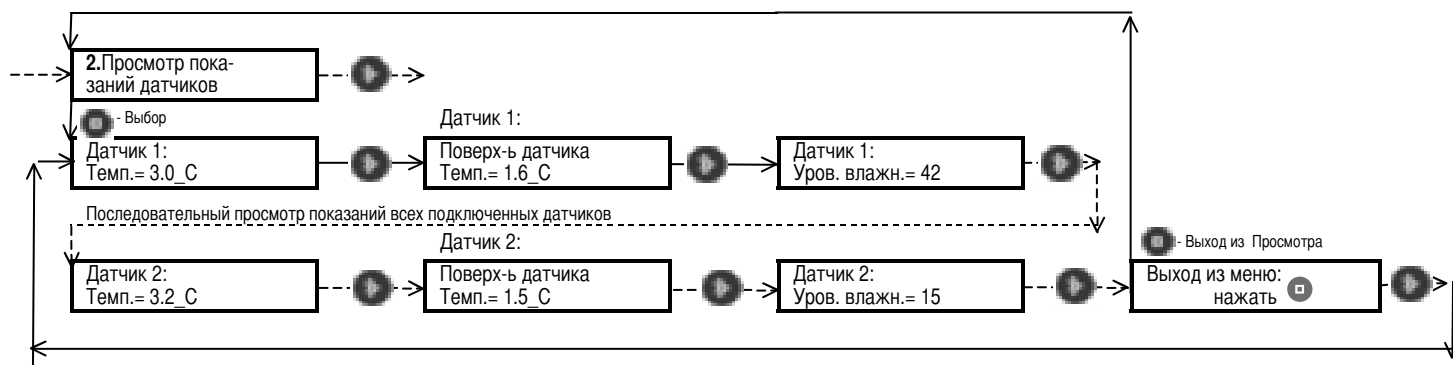 2.Просмотр пока-
заний датчиков
- Выбор
Датчик 1:
Датчик 1:
Темп.= 3.0_C
Поверх-ь датчика
Темп.= 1.6_C
Датчик 1:
Уров. влажн.= 42
Последовательный просмотр показаний всех подключенных датчиков
Датчик 2:
- Выход из Просмотра
Датчик 2:
Темп.= 3.2_C
Поверх-ь датчика
Темп.= 1.5_C
Датчик 2:
Уров. влажн.= 15
Выход из меню:
нажать